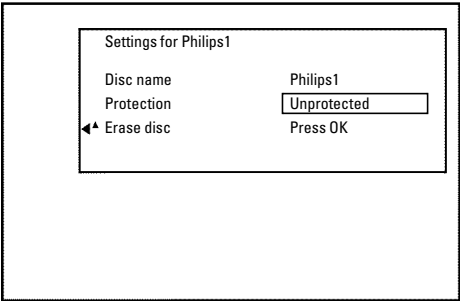 Settings for Philips1
Disc name Philips1
Protection Unprotected
Erase disc Press OK